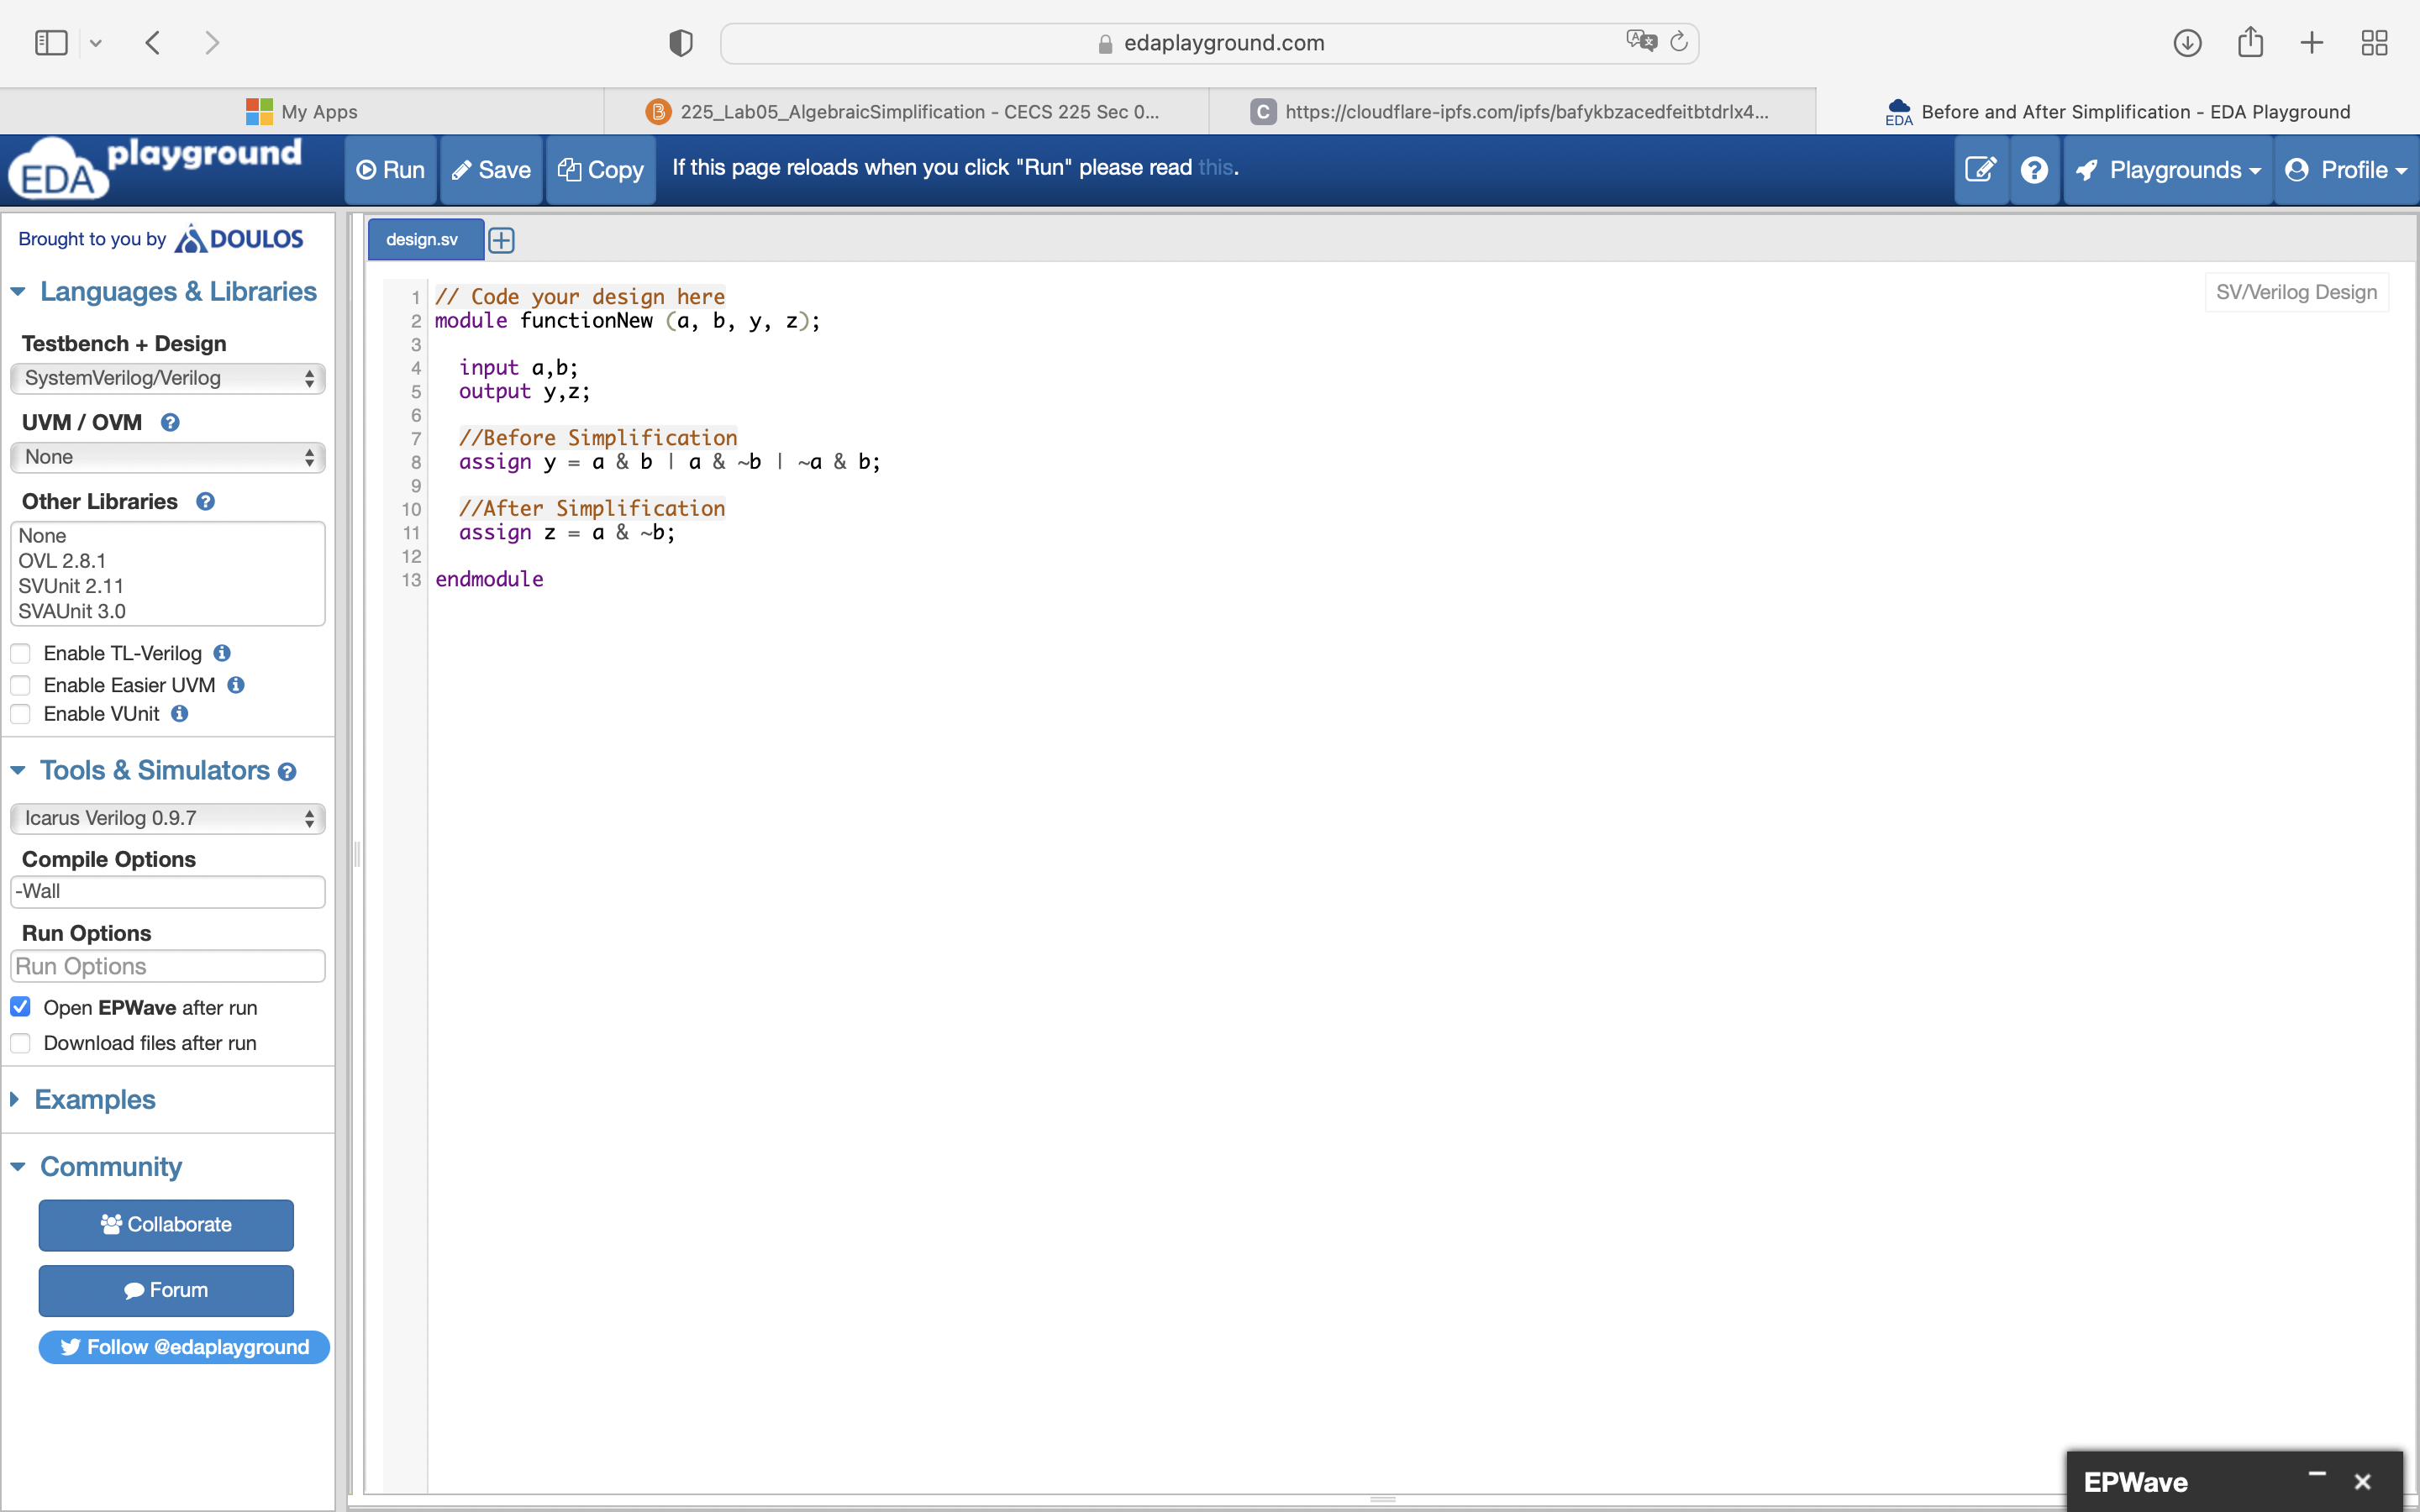 edaplayground.com
My Apps
225_Lab05_AlgebraicSimplification - CECS 225 Sec 0...
C https://cloudflare-ipfs.com/ipfs/bafykbzacedfeitbtdrlx4...
EDA Before and After Simplification - EDA Playground
EDA playground
Run
Save
Copy
If this page reloads when you click "Run" please read this.
Playgrounds
Profile
Brought to you by DOULOS
Languages & Libraries
Testbench + Design
SystemVerilog/Verilog
UVM / OVM ?
None
Other Libraries ?
None
OVL 2.8.1
SVUnit 2.11
SVAUnit 3.0
Enable TL-Verilog
Enable Easier UVM
Enable VUnit
Tools & Simulators ?
Icarus Verilog 0.9.7
Compile Options
-Wall
Run Options
Run Options
Open EPWave after run
Download files after run
Examples
Community
Collaborate
Forum
Follow @edaplayground
design.sv
SV/Verilog Design
1 // Code your design here
2 module functionNew (a, b, y, z);
3
4 input a,b;
5 output y,z;
6
7 //Before Simplification
8 assign y = a & b | a & ~b | ~a & b;
9
10 //After Simplification
11 assign z = a & ~b;
12
13 endmodule
EPWave